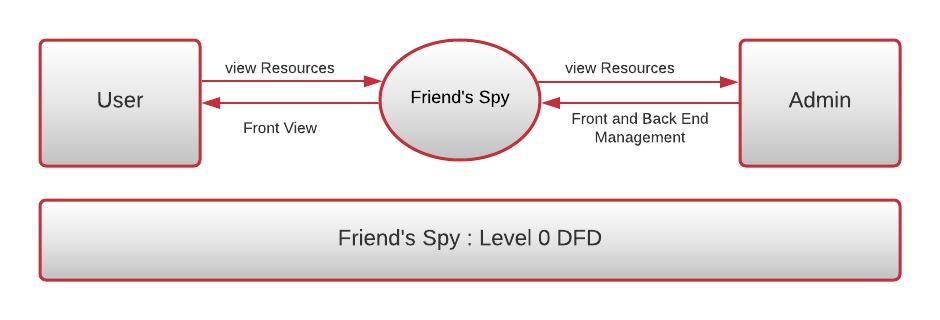 User
view Resources
Front View
Friend's Spy
view Resources
Front and Back End
Management
Admin
Friend's Spy : Level 0 DFD